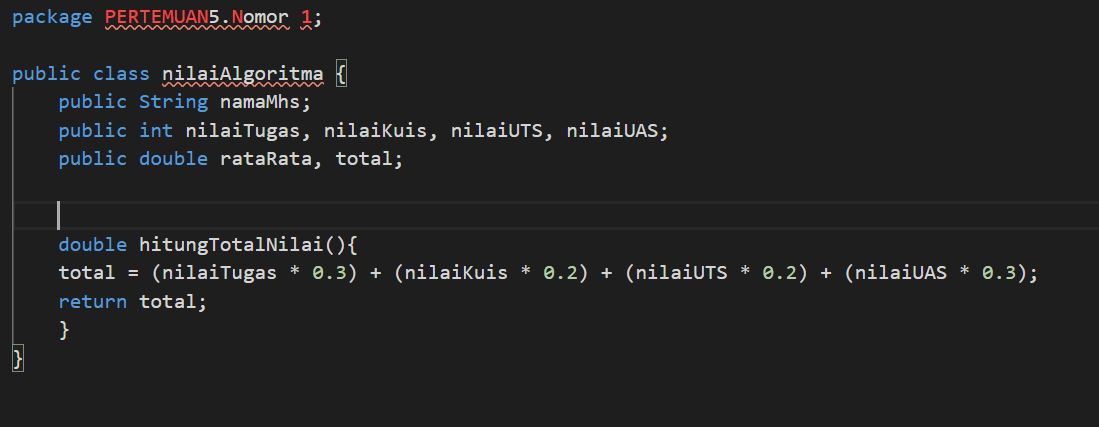 package PERTEMUAN5.Nomor 1;
public class nilaiAlgoritma {
public String namaMhs;
public int nilaiTugas, nilaiKuis, nilaiUTS, nilaiUAS;
public double rataRata, total;
double hitungTotalNilai(){
total = (nilaiTugas * 0.3) + (nilaiKuis * 0.2) + (nilaiUTS * 0.2) + (nilaiUAS * 0.3);
return total;
}
}